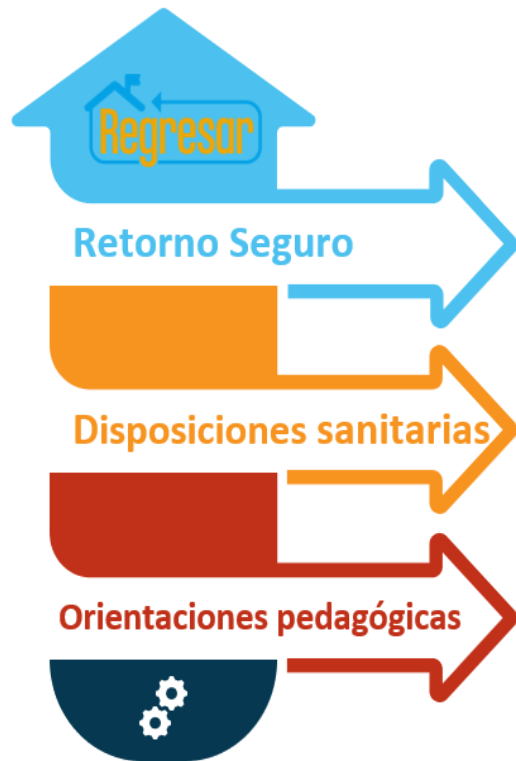 Regresar
Retorno Seguro
Disposiciones sanitarias
Orientaciones pedagógicas